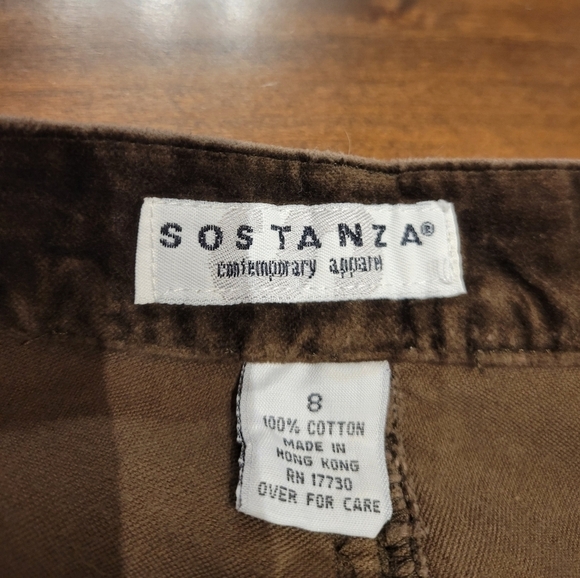 SOSTANZA®
contemporary apparel
8
100% COTTON
MADE IN
HONG KONG
RN 17730
OVER FOR CARE